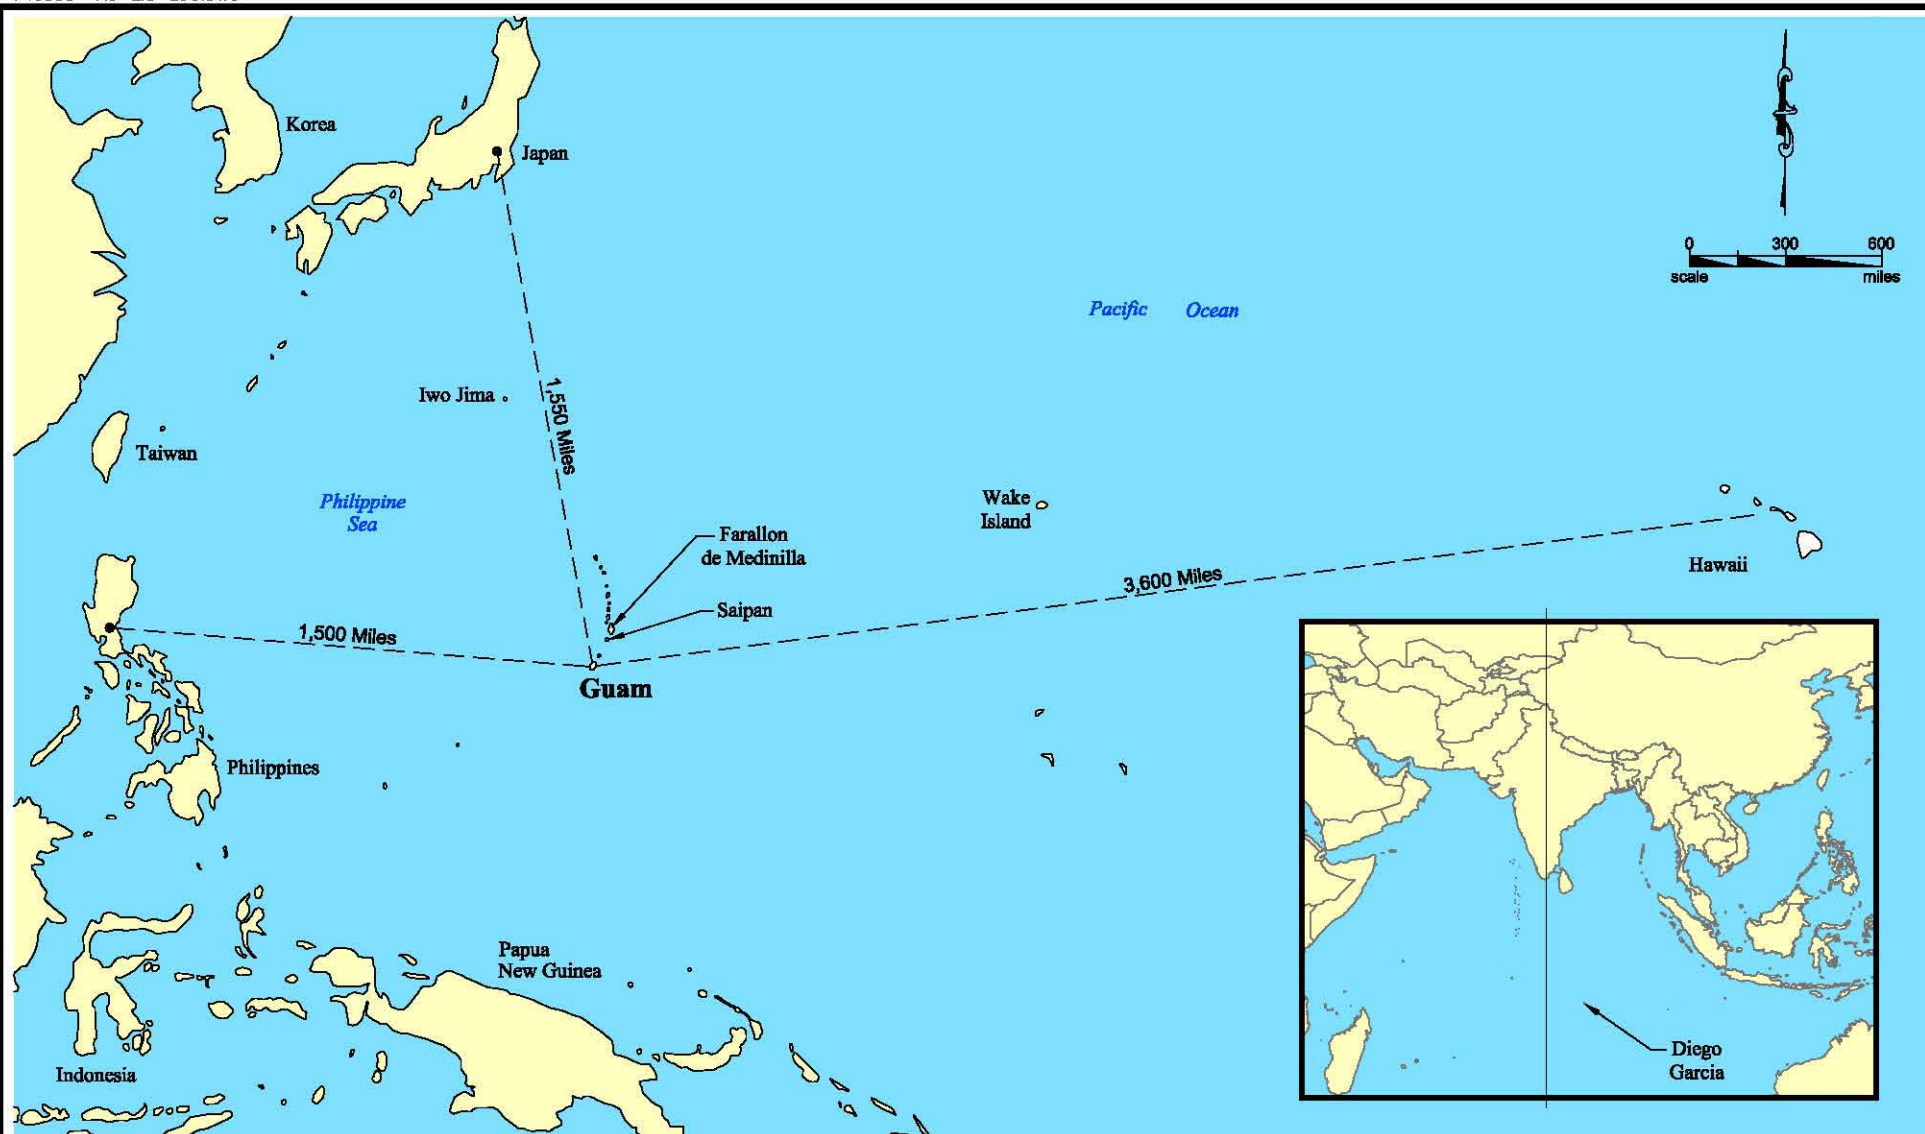 Korea
Japan
0 300 600
scale miles
Pacific Ocean
Iwo Jima
1,550 Miles
Taiwan
Philippine
Sea
Wake
Island
Farallon
de Medinilla
Hawaii
3,600 Miles
Saipan
1,500 Miles
Guam
Philippines
Papua
New Guinea
Diego
Garcia
Indonesia